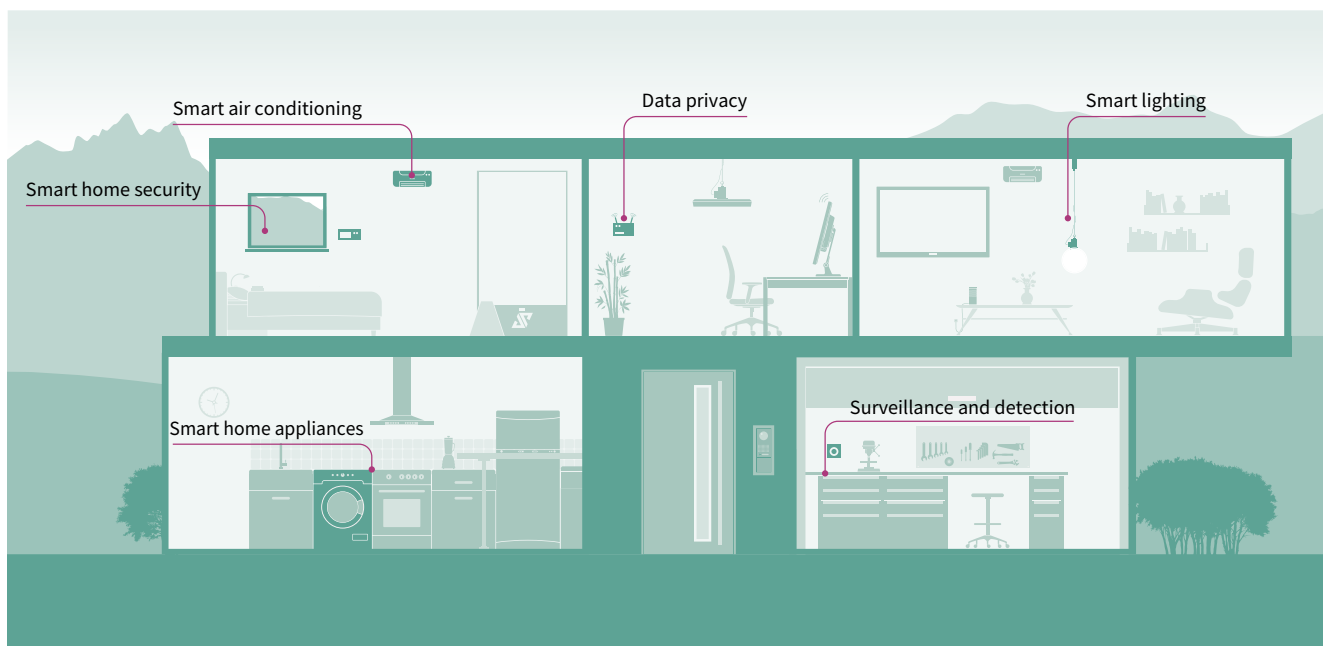 Smart air conditioning
Data privacy
Smart lighting
Smart home security
Surveillance and detection
Smart home appliances